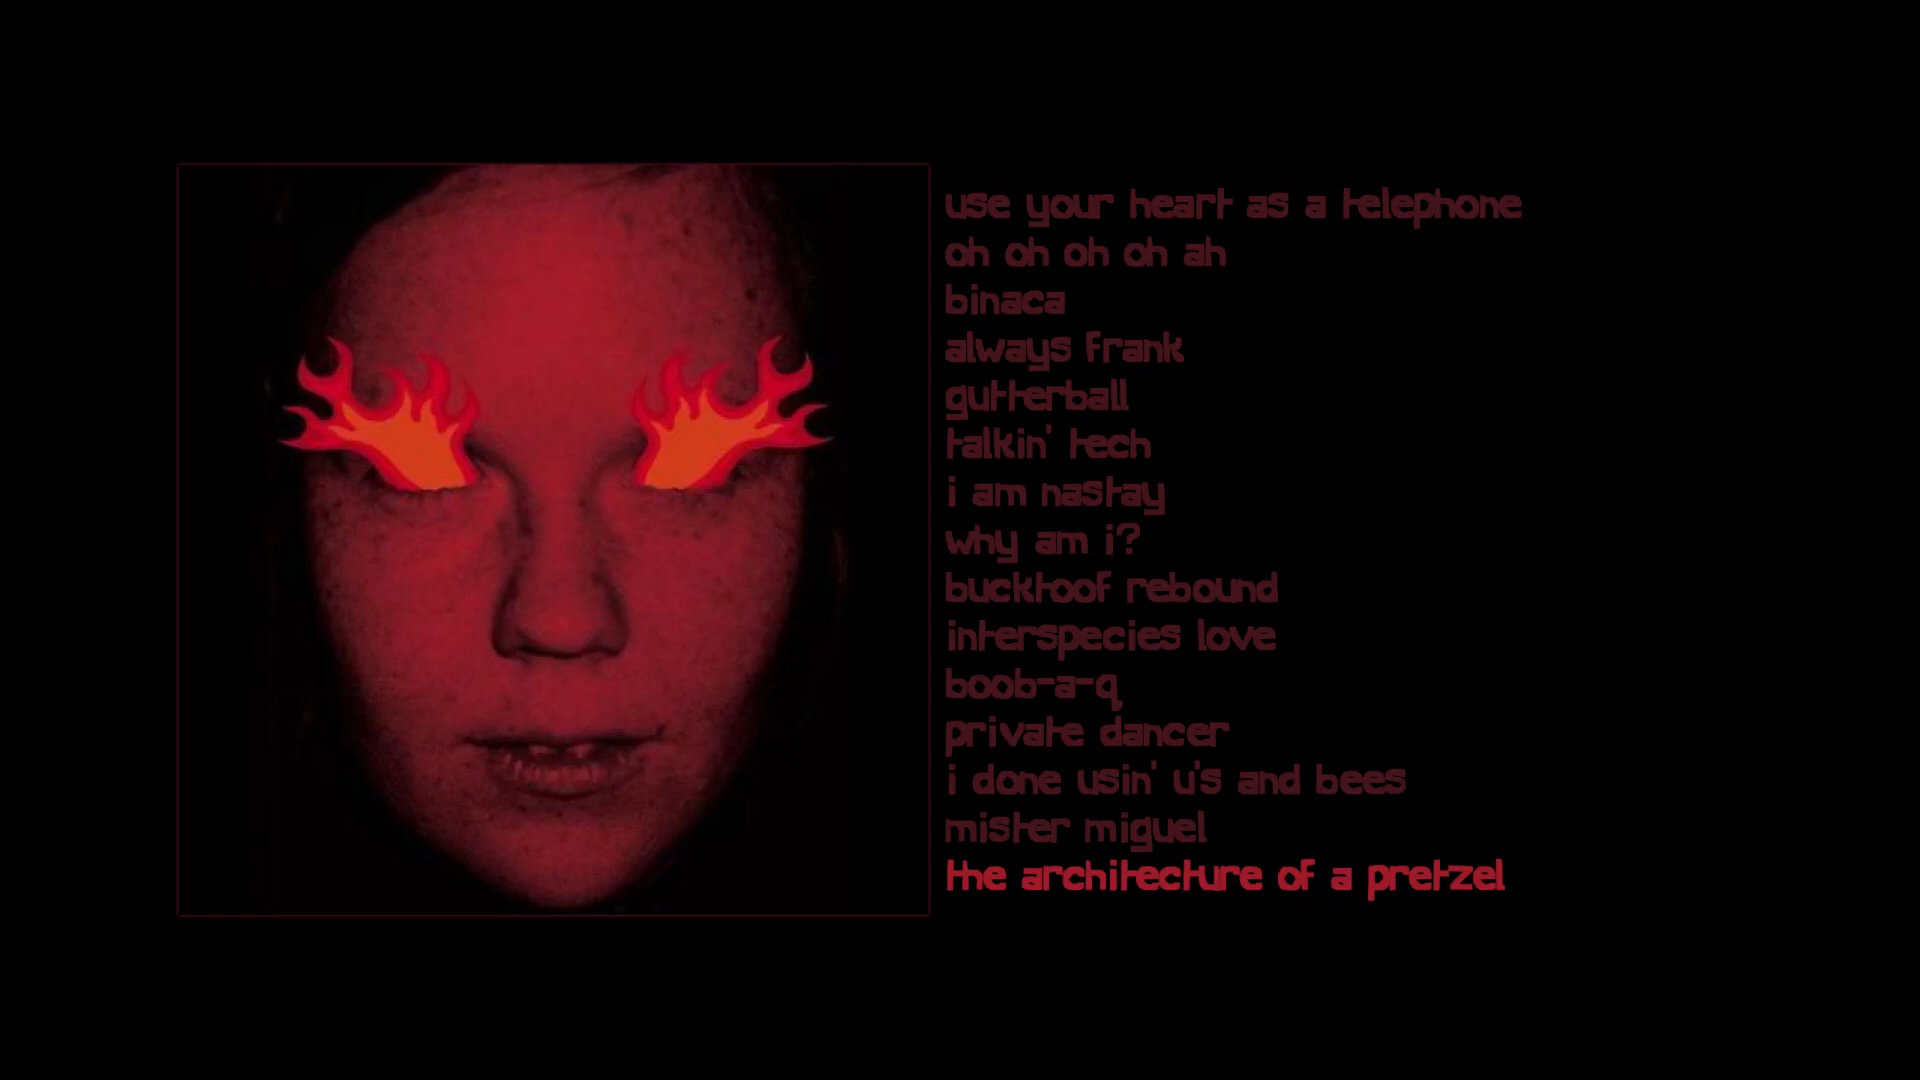 use your heart as a telephone
oh oh oh oh ah
binaca
always frank
gutterball
talkin' tech
i am nastay
why am i?
bucktoof rebound
interspecies love
boob-a-q
private dancer
i done usin' u's and bees
mister miguel
the architecture of a pretzel